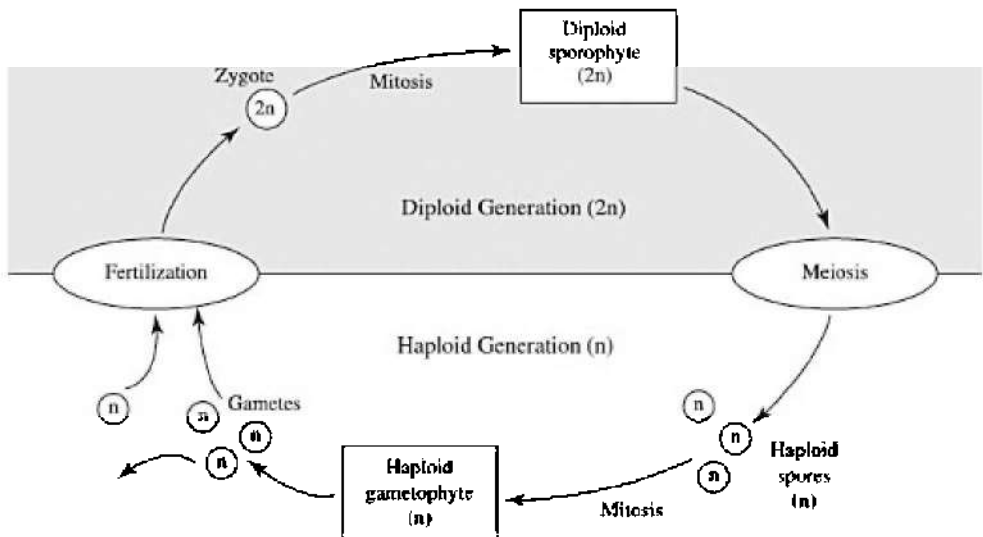 Diploid
sporophyte
(2n)
Zygote
Mitosis
2n
Diploid Generation (2n)
Fertilization
Meiosis
Haploid Generation (n)
n
n
Gametes
n
n
n
n
n
Haploid
spores
(n)
Haploid
gametophyte
(n)
Mitosis